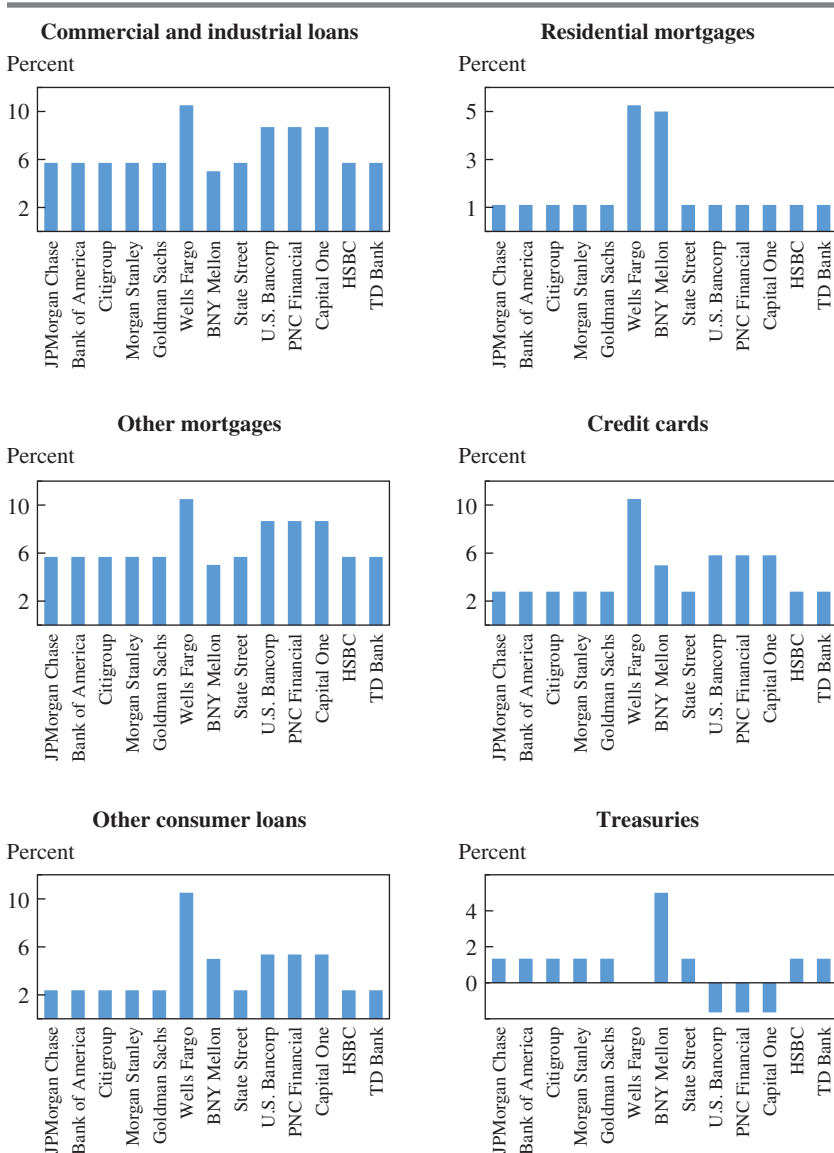 Commercial and industrial loans
Percent
10
6
2
JPMorgan Chase
Bank of America
Citigroup
Morgan Stanley
Goldman Sachs
Wells Fargo
BNY Mellon
State Street
U.S. Bancorp
PNC Financial
Capital One
HSBC
TD Bank
Residential mortgages
Percent
5
3
1
JPMorgan Chase
Bank of America
Citigroup
Morgan Stanley
Goldman Sachs
Wells Fargo
BNY Mellon
State Street
U.S. Bancorp
PNC Financial
Capital One
HSBC
TD Bank
Other mortgages
Percent
10
6
2
JPMorgan Chase
Bank of America
Citigroup
Morgan Stanley
Goldman Sachs
Wells Fargo
BNY Mellon
State Street
U.S. Bancorp
PNC Financial
Capital One
HSBC
TD Bank
Credit cards
Percent
10
6
2
JPMorgan Chase
Bank of America
Citigroup
Morgan Stanley
Goldman Sachs
Wells Fargo
BNY Mellon
State Street
U.S. Bancorp
PNC Financial
Capital One
HSBC
TD Bank
Other consumer loans
Percent
10
6
2
JPMorgan Chase
Bank of America
Citigroup
Morgan Stanley
Goldman Sachs
Wells Fargo
BNY Mellon
State Street
U.S. Bancorp
PNC Financial
Capital One
HSBC
TD Bank
Treasuries
Percent
4
2
0
JPMorgan Chase
Bank of America
Citigroup
Morgan Stanley
Goldman Sachs
Wells Fargo
BNY Mellon
State Street
U.S. Bancorp
PNC Financial
Capital One
HSBC
TD Bank